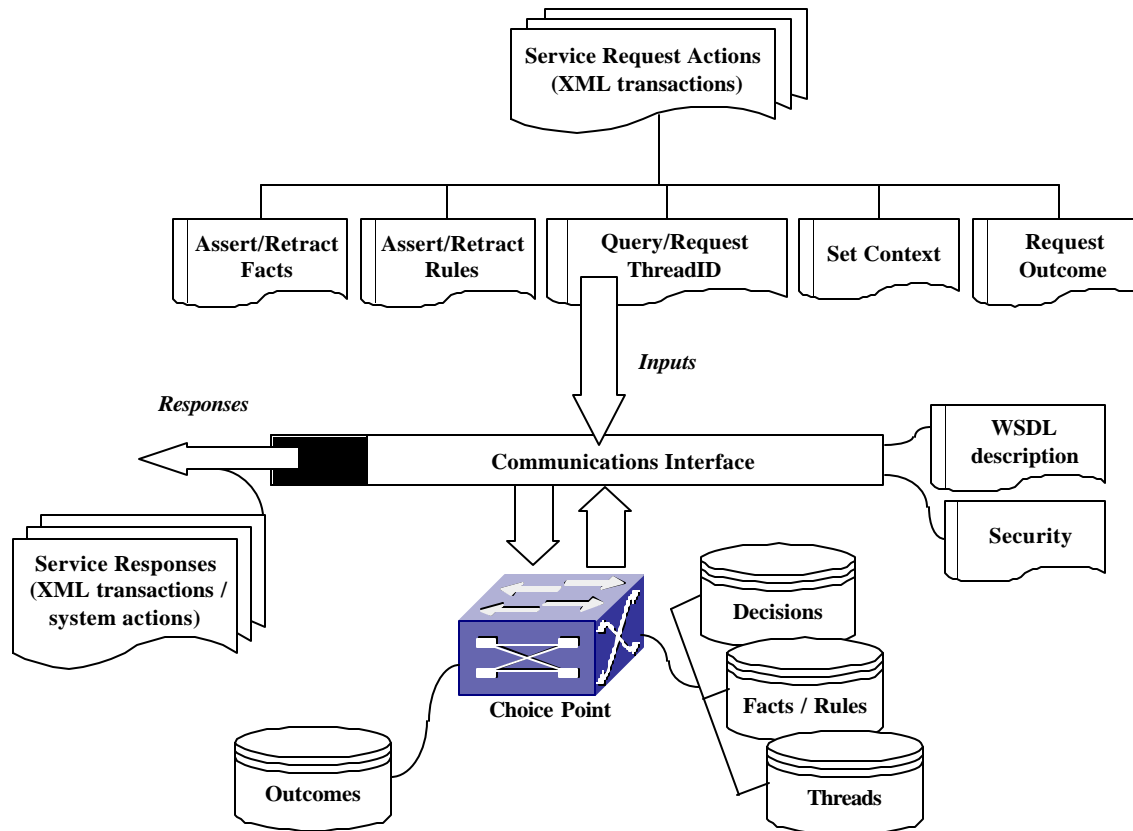 Service Request Actions
(XML transactions)
Assert/Retract
Facts
Assert/Retract
Rules
Query/Request
ThreadID
Set Context
Request
Outcome
Inputs
Responses
Communications Interface
WSDL
description
Security
Service Responses
(XML transactions /
system actions)
Decisions
Facts / Rules
Choice Point
Outcomes
Threads